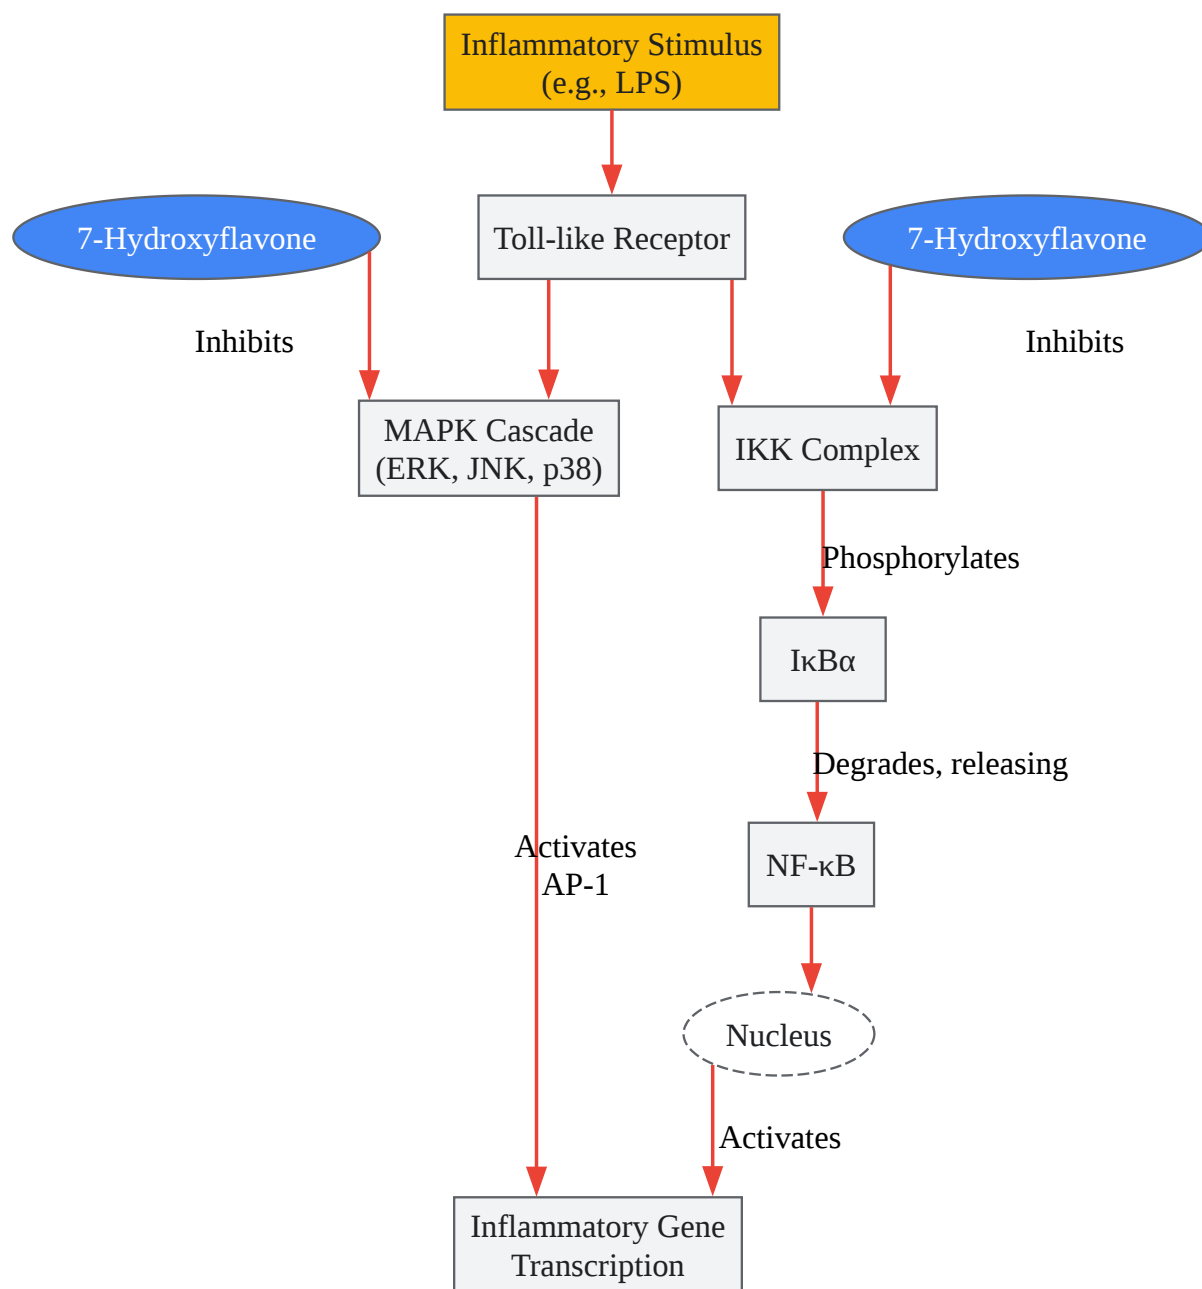 Inflammatory Stimulus
(e.g., LPS)
7-Hydroxyflavone
Toll-like Receptor
7-Hydroxyflavone
Inhibits
Inhibits
MAPK Cascade
(ERK, JNK, p38)
IKK Complex
Phosphorylates
IκBα
Degrades, releasing
Activates
AP-1
NF-κB
Nucleus
Activates
Inflammatory Gene
Transcription